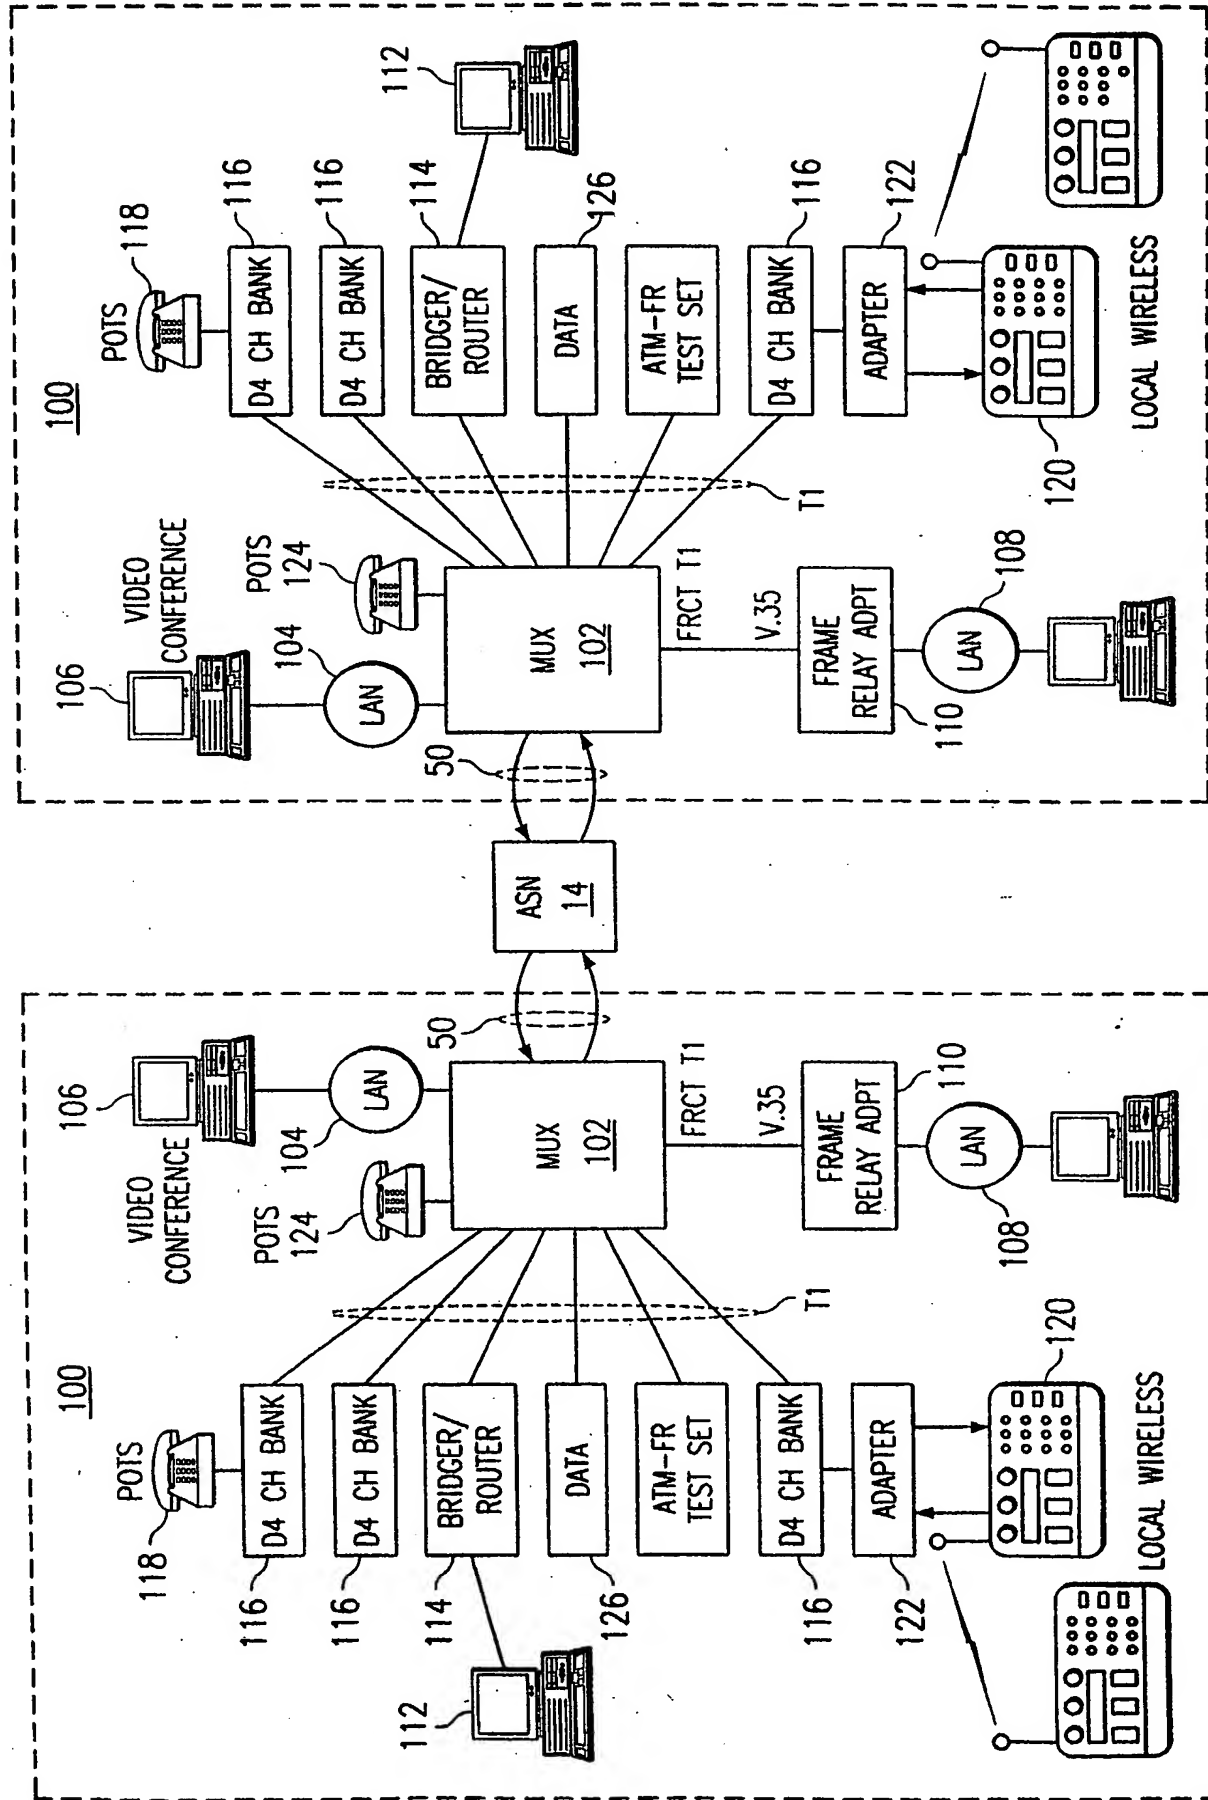 100
POTS
118
D4 CH BANK
116
D4 CH BANK
116
BRIDGER/
ROUTER
114
112
DATA
126
ATM-FR
TEST SET
D4 CH BANK
116
ADAPTER
122
120
LOCAL WIRELESS
T1
VIDEO
CONFERENCE
106
LAN
104
POTS
124
MUX
102
FRCT T1
V.35
FRAME
RELAY ADPT
110
LAN
108
50
ASN
14
50
VIDEO
CONFERENCE
106
LAN
104
POTS
124
MUX
102
FRCT T1
V.35
FRAME
RELAY ADPT
110
LAN
108
T1
100
POTS
118
D4 CH BANK
116
D4 CH BANK
116
BRIDGER/
ROUTER
114
112
DATA
126
ATM-FR
TEST SET
D4 CH BANK
116
ADAPTER
122
120
LOCAL WIRELESS